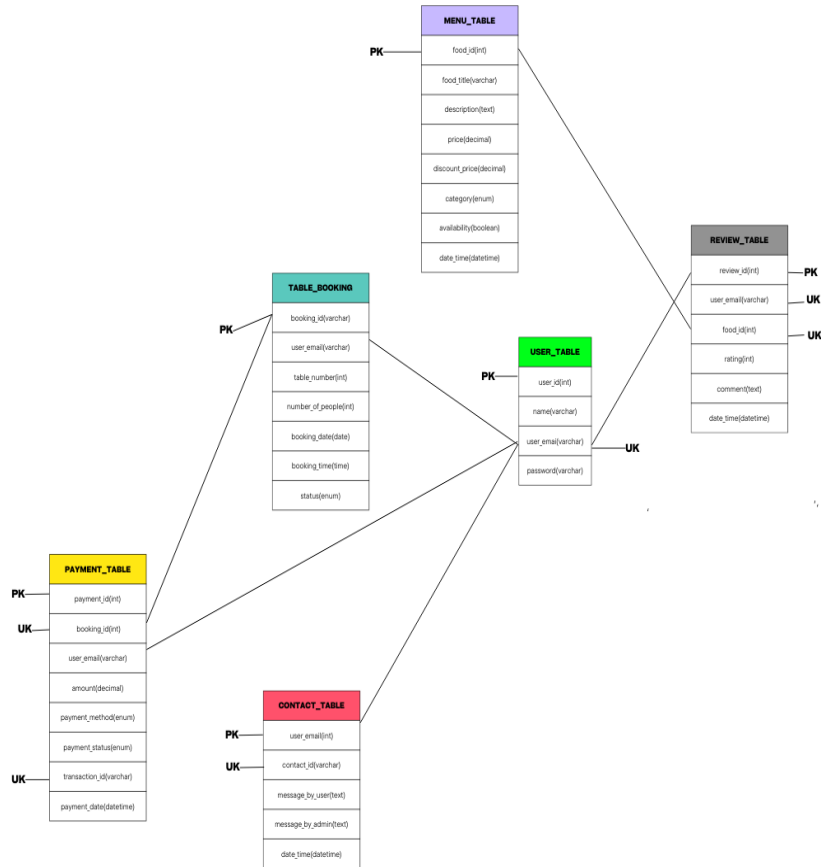 MENU_TABLE
PK
food_id(int)
food_title(varchar)
description(text)
price(decimal)
discount_price(decimal)
category(enum)
availability(boolean)
date_time(datetime)
REVIEW_TABLE
review_id(int)
PK
user_email(varchar)
UK
food_id(int)
UK
rating(int)
comment(text)
date_time(datetime)
TABLE_BOOKING
PK
booking_id(varchar)
user_email(varchar)
table_number(int)
number_of_people(int)
booking_date(date)
booking_time(time)
status(enum)
USER_TABLE
PK
user_id(int)
name(varchar)
user_emai(varchar)
UK
password(varchar)
PAYMENT_TABLE
PK
payment_id(int)
UK
booking_id(int)
user_email(varchar)
amount(decimal)
payment_method(enum)
payment_status(enum)
UK
transaction_id(varchar)
payment_date(datetime)
CONTACT_TABLE
PK
user_email(int)
UK
contact_id(varchar)
message_by_user(text)
message_by_admin(text)
date_time(datetime)